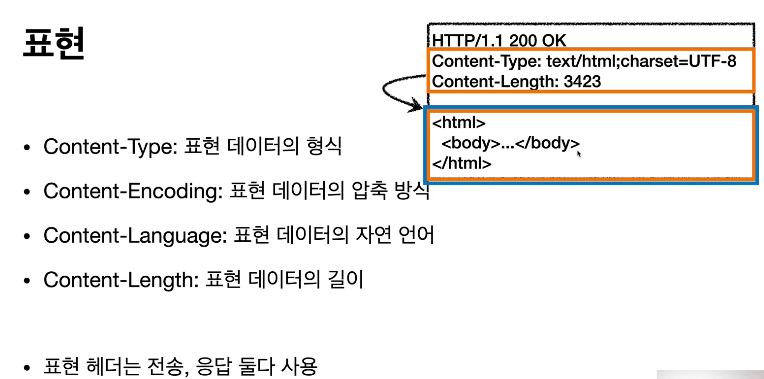 표현
HTTP/1.1 200 OK
Content-Type: text/html;charset=UTF-8
Content-Length: 3423
<html>
<body>...</body>
</html>
• Content-Type: 표현 데이터의 형식
• Content-Encoding: 표현 데이터의 압축 방식
• Content-Language: 표현 데이터의 자연 언어
• Content-Length: 표현 데이터의 길이
• 표현 헤더는 전송, 응답 둘다 사용